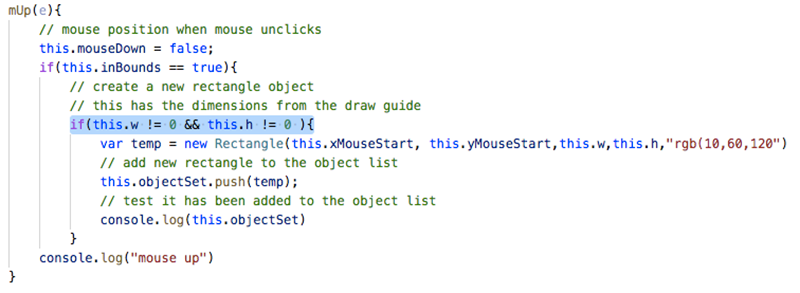 mUp(e){
// mouse position when mouse unclicks
this.mouseDown = false;
if(this.inBounds == true){
// create a new rectangle object
// this has the dimensions from the draw guide
if(this.w != 0 && this.h != 0 ){
var temp = new Rectangle(this.xMouseStart, this.yMouseStart,this.w,this.h,"rgb(10,60,120")
// add new rectangle to the object list
this.objectSet.push(temp);
// test it has been added to the object list
console.log(this.objectSet)
}
console.log("mouse up")
}